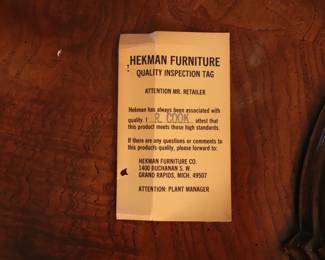 HEKMAN FURNITURE
QUALITY INSPECTION TAG
ATTENTION MR. RETAILER
Hekman has always been associated with
quality. I R. COOK attest that
this product meets those high standards.
If there are any questions or comments to
this products quality, please forward to:
HEKMAN FURNITURE CO.
1400 BUCHANAN S. W.
GRAND RAPIDS, MICH. 49507
ATTENTION: PLANT MANAGER